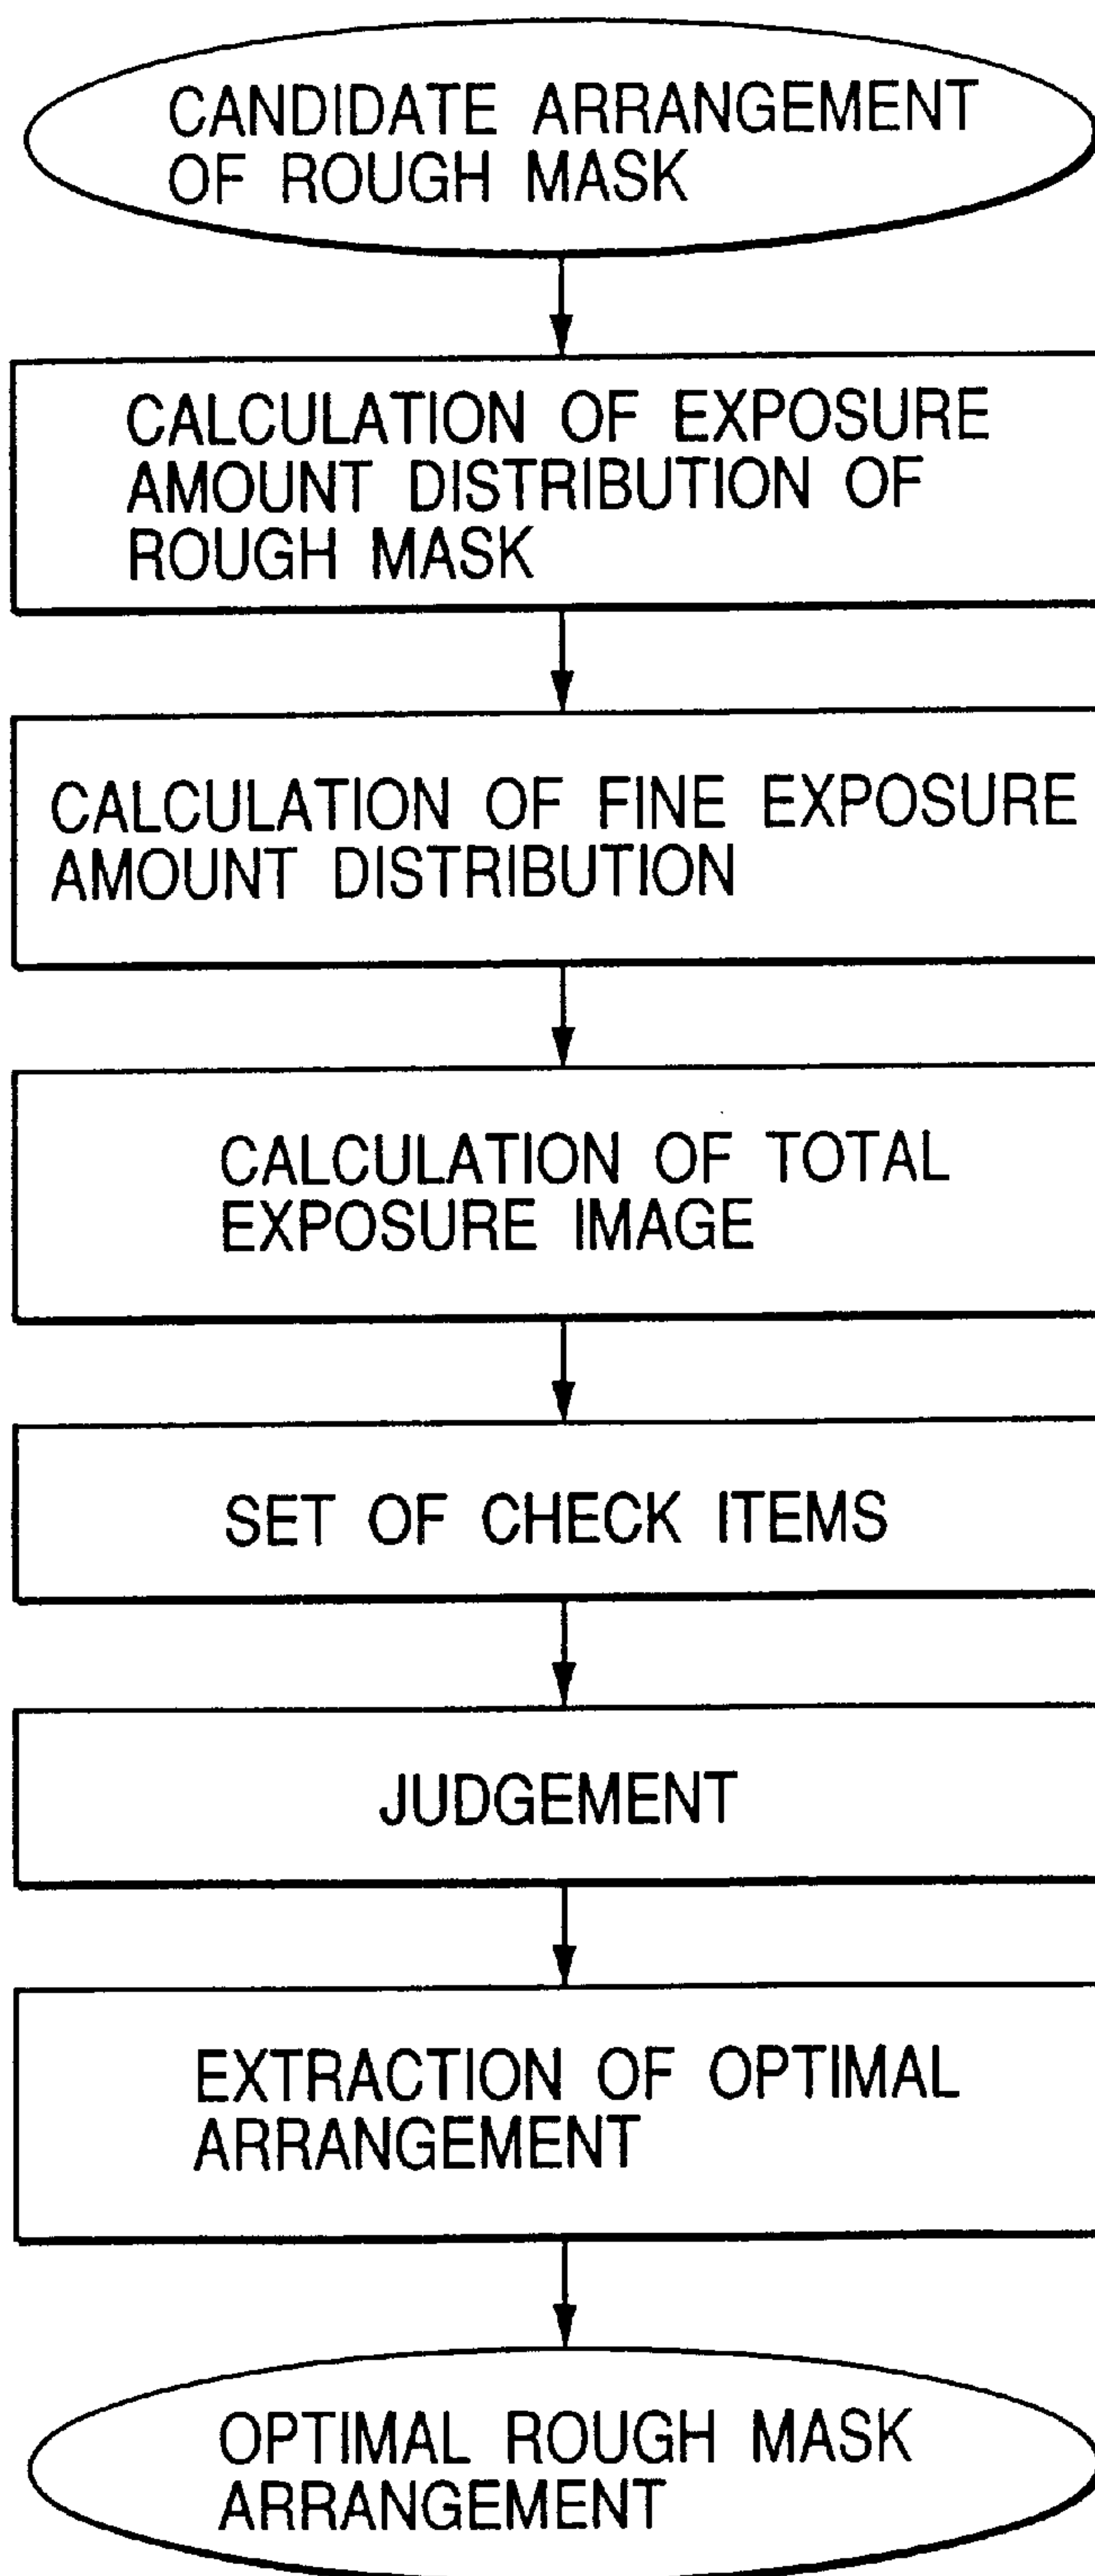 CANDIDATE ARRANGEMENT
OF ROUGH MASK
CALCULATION OF EXPOSURE
AMOUNT DISTRIBUTION OF
ROUGH MASK
CALCULATION OF FINE EXPOSURE
AMOUNT DISTRIBUTION
CALCULATION OF TOTAL
EXPOSURE IMAGE
SET OF CHECK ITEMS
JUDGEMENT
EXTRACTION OF OPTIMAL
ARRANGEMENT
OPTIMAL ROUGH MASK
ARRANGEMENT